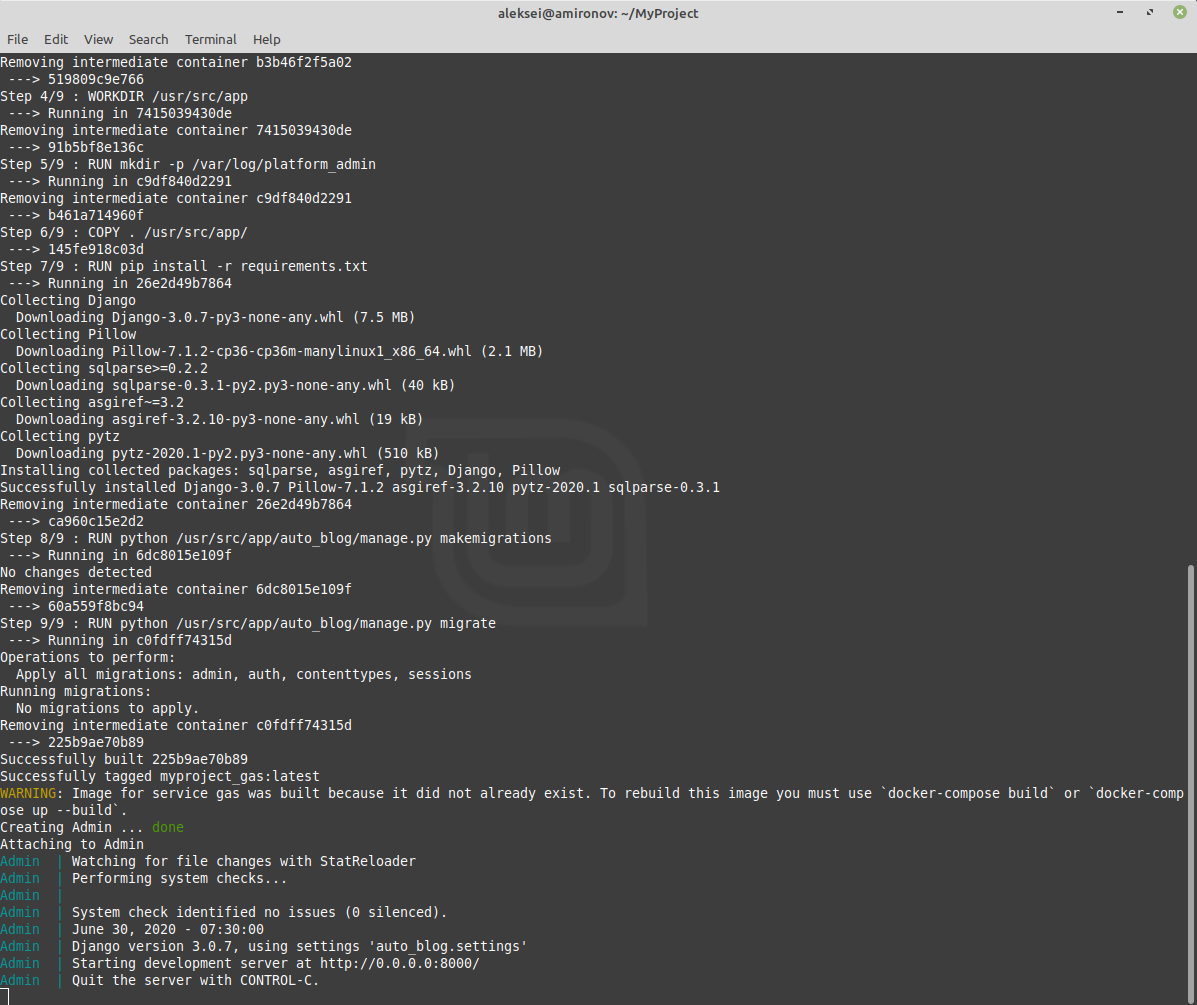 aleksei@amironov: ~/MyProject
File Edit View Search Terminal Help
Removing intermediate container b3b46f2f5a02
 ---> 519809c9e766
Step 4/9 : WORKDIR /usr/src/app
 ---> Running in 7415039430de
Removing intermediate container 7415039430de
 ---> 91b5bf8e136c
Step 5/9 : RUN mkdir -p /var/log/platform_admin
 ---> Running in c9df840d2291
Removing intermediate container c9df840d2291
 ---> b461a714960f
Step 6/9 : COPY . /usr/src/app/
 ---> 145fe918c03d
Step 7/9 : RUN pip install -r requirements.txt
 ---> Running in 26e2d49b7864
Collecting Django
  Downloading Django-3.0.7-py3-none-any.whl (7.5 MB)
Collecting Pillow
  Downloading Pillow-7.1.2-cp36-cp36m-manylinux1_x86_64.whl (2.1 MB)
Collecting sqlparse>=0.2.2
  Downloading sqlparse-0.3.1-py2.py3-none-any.whl (40 kB)
Collecting asgiref~=3.2
  Downloading asgiref-3.2.10-py3-none-any.whl (19 kB)
Collecting pytz
  Downloading pytz-2020.1-py2.py3-none-any.whl (510 kB)
Installing collected packages: sqlparse, asgiref, pytz, Django, Pillow
Successfully installed Django-3.0.7 Pillow-7.1.2 asgiref-3.2.10 pytz-2020.1 sqlparse-0.3.1
Removing intermediate container 26e2d49b7864
 ---> ca960c15e2d2
Step 8/9 : RUN python /usr/src/app/auto_blog/manage.py makemigrations
 ---> Running in 6dc8015e109f
No changes detected
Removing intermediate container 6dc8015e109f
 ---> 60a559f8bc94
Step 9/9 : RUN python /usr/src/app/auto_blog/manage.py migrate
 ---> Running in c0fdff74315d
Operations to perform:
  Apply all migrations: admin, auth, contenttypes, sessions
Running migrations:
  No migrations to apply.
Removing intermediate container c0fdff74315d
 ---> 225b9ae70b89
Successfully built 225b9ae70b89
Successfully tagged myproject_gas:latest
WARNING: Image for service gas was built because it did not already exist. To rebuild this image you must use `docker-compose build` or `docker-comp
ose up --build`.
Creating Admin ... done
Attaching to Admin
Admin  | Watching for file changes with StatReloader
Admin  | Performing system checks...
Admin  |
Admin  | System check identified no issues (0 silenced).
Admin  | June 30, 2020 - 07:30:00
Admin  | Django version 3.0.7, using settings 'auto_blog.settings'
Admin  | Starting development server at http://0.0.0.0:8000/
Admin  | Quit the server with CONTROL-C.